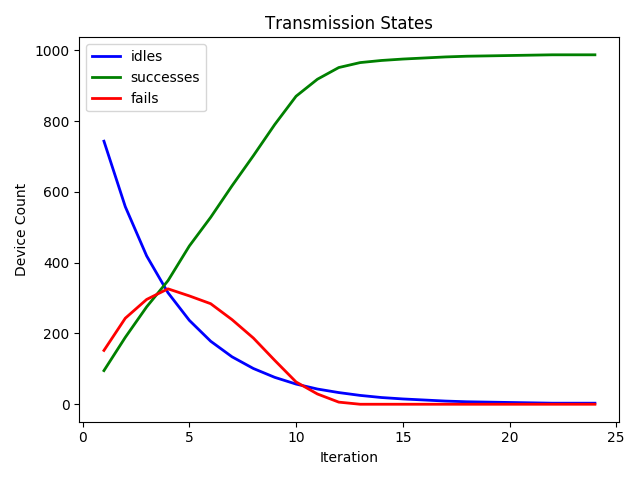 Transmission States
idles
successes
fails
Device Count
1000
800
600
400
200
0
0 5 10 15 20 25
Iteration